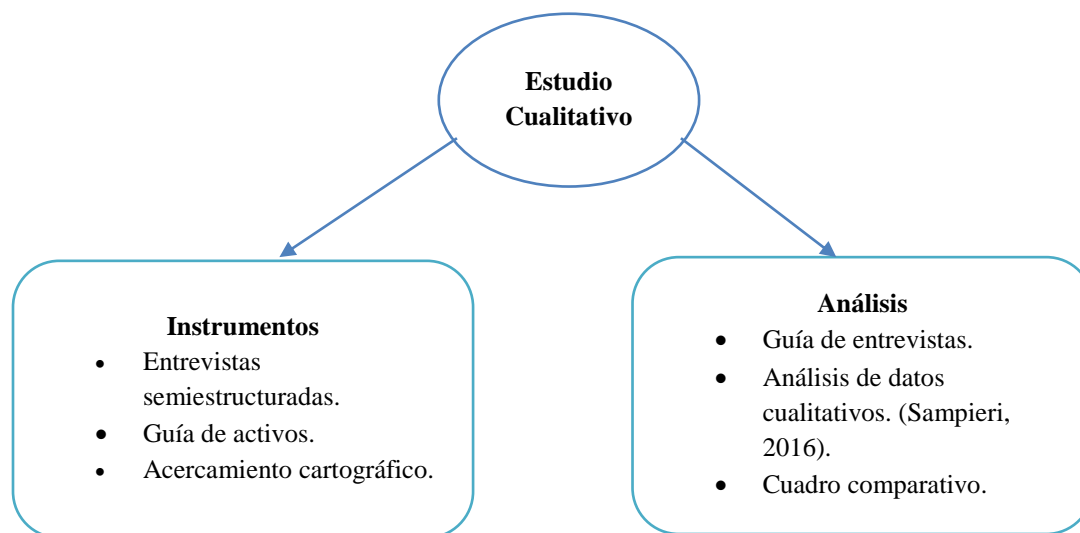 Estudio
Cualitativo
Instrumentos
• Entrevistas
semiestructuradas.
• Guía de activos.
• Acercamiento cartográfico.
Análisis
• Guía de entrevistas.
• Análisis de datos
cualitativos. (Sampieri,
2016).
• Cuadro comparativo.